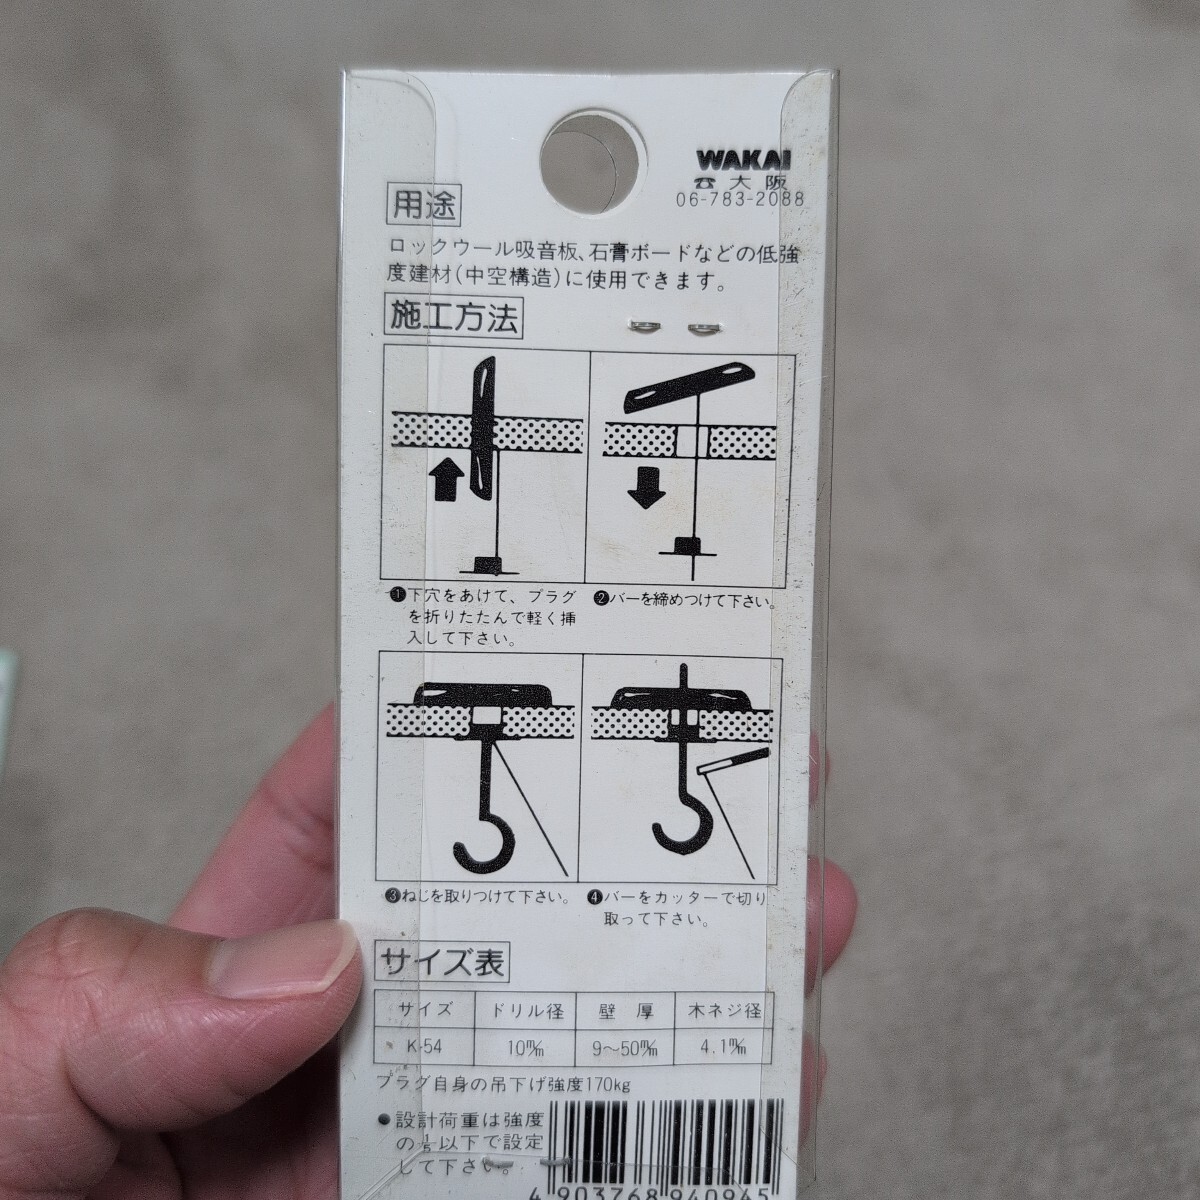 WAKAI
☎大阪
06-783-2088
用途
ロックウール吸音板、石膏ボードなどの低強
度建材(中空構造)に使用できます。
施工方法
❶下穴をあけて、プラグ
を折りたたんで軽く挿
入して下さい。
❷バーを締めつけて下さい。
❸ねじを取りつけて下さい。
❹バーをカッターで切り
取って下さい。
サイズ表
サイズ ドリル径 壁 厚 木ネジ径
K-54 10㎜ 9〜50㎜ 4.1㎜
プラグ自身の吊下げ強度170kg
●設計荷重は強度
の1/5以下で設定
して下さい。
4 903768 940945